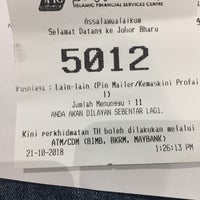 ISLAMIC FINANCIAL SERVICES CENTRE
Assalamualaikum
Selamat Datang ke Johor Bharu
5012
: Lain-lain (Pin Mailer/Kemaskini Profai
l)
Jumlah Menunggu : 11
ANDA AKAN DILAYAN SEBENTAR LAGI.
Kini perkhidmatan TH boleh dilakukan melalui
ATM/CDM (BIMB, BKRM, MAYBANK)
21-10-2018 1:26:13 PM